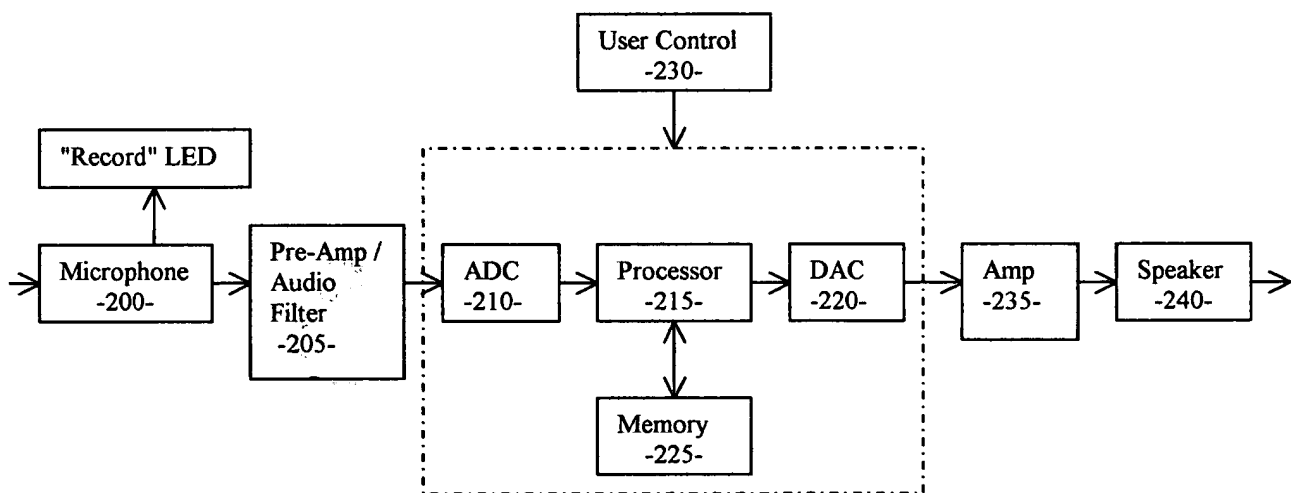 User Control
-230-
"Record" LED
Microphone
-200-
Pre-Amp /
Audio
Filter
-205-
ADC
-210-
Processor
-215-
DAC
-220-
Amp
-235-
Speaker
-240-
Memory
-225-